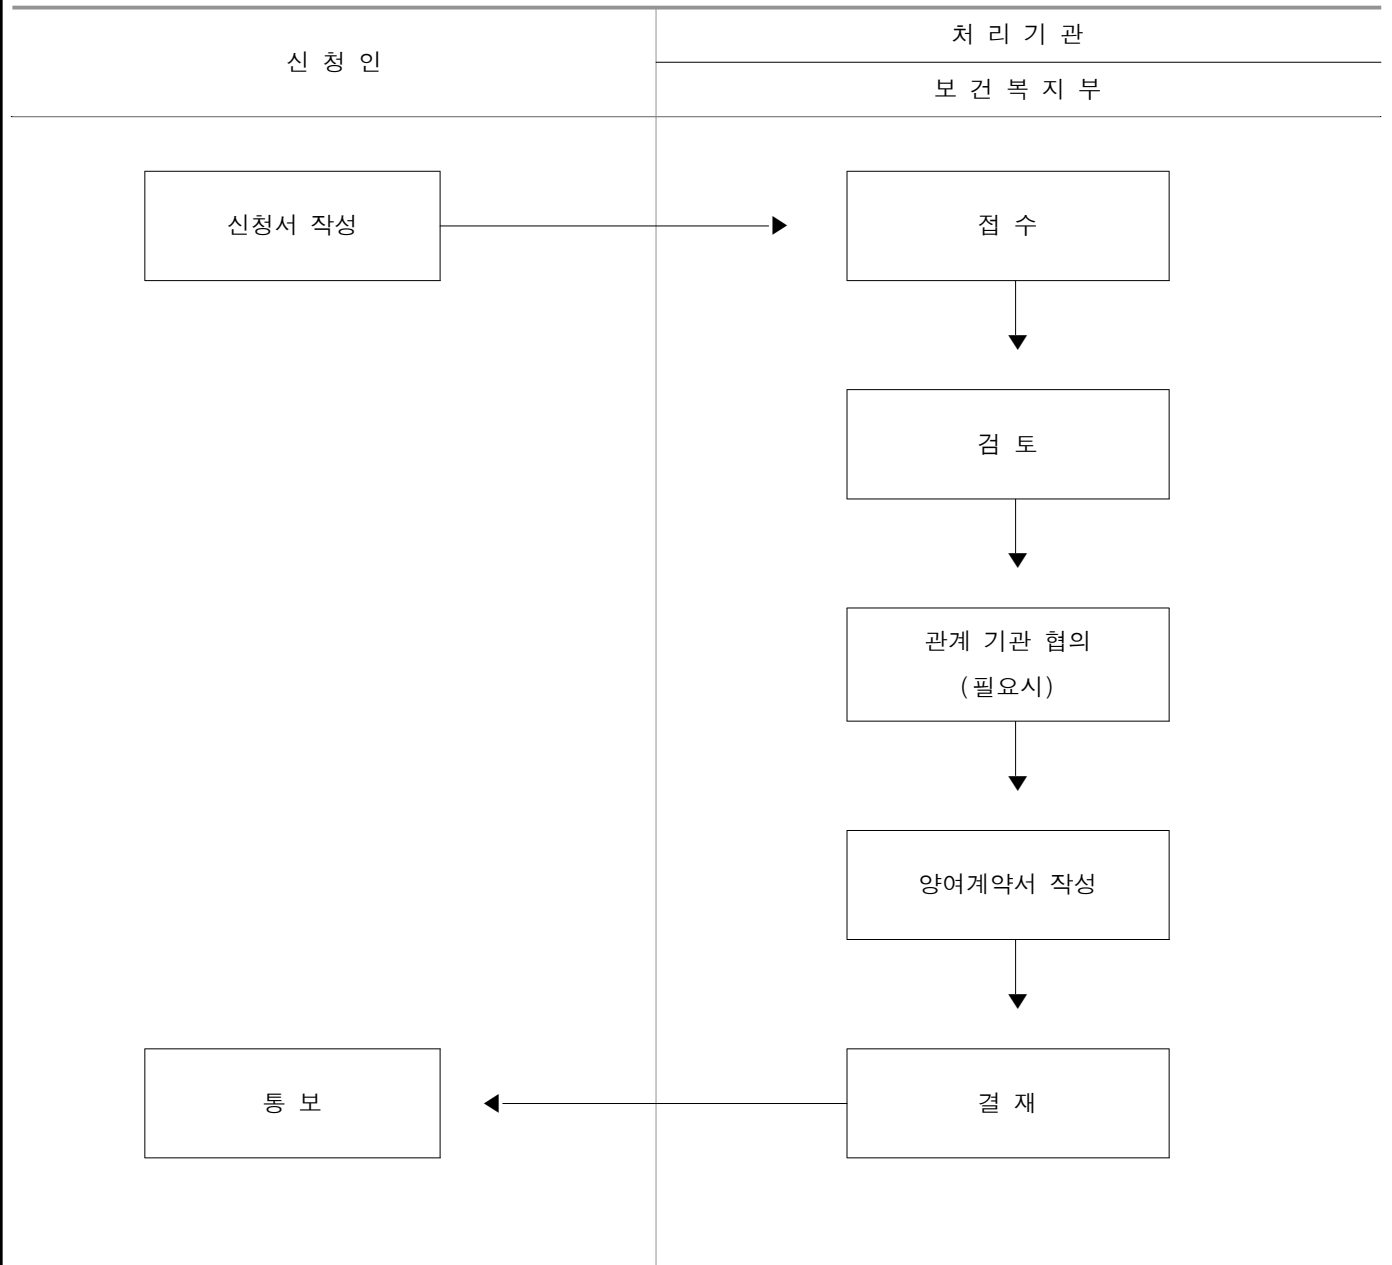 신 청 인
처 리 기 관
보 건 복 지 부
신청서 작성
접 수
검 토
관계 기관 협의
(필요시)
양여계약서 작성
통 보
결 재